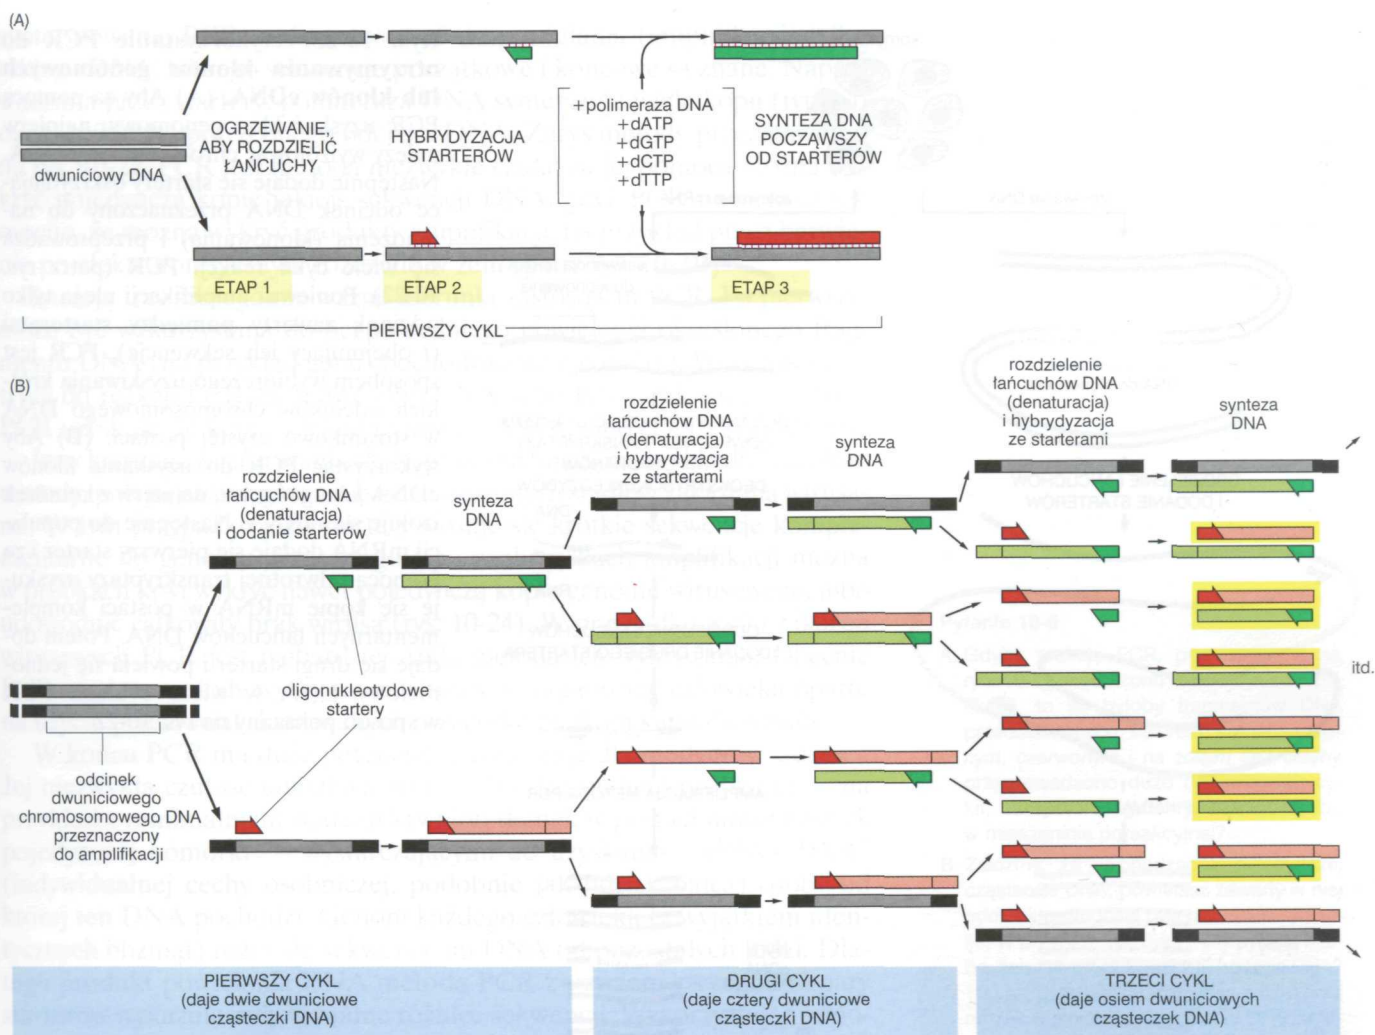 (A)
OGRZEWANIE,
ABY ROZDZIELIĆ
ŁAŃCUCHY
dwuniciowy DNA
HYBRYDYZACJA
STARTERÓW
+polimeraza DNA
+dATP
+dGTP
+dCTP
+dTTP
SYNTEZA DNA
POCZĄWSZY
OD STARTERÓW
ETAP 1
ETAP 2
ETAP 3
PIERWSZY CYKL
(B)
rozdzielenie
łańcuchów DNA
(denaturacja)
i dodanie starterów
synteza
DNA
rozdzielenie
łańcuchów DNA
(denaturacja)
i hybrydyzacja
ze starterami
synteza
DNA
rozdzielenie
łańcuchów DNA
(denaturacja)
i hybrydyzacja
ze starterami
synteza
DNA
oligonukleotydowe
startery
odcinek
dwuniciowego
chromosomowego DNA
przeznaczony
do amplifikacji
itd.
PIERWSZY CYKL
(daje dwie dwuniciowe
cząsteczki DNA)
DRUGI CYKL
(daje cztery dwuniciowe
cząsteczki DNA)
TRZECI CYKL
(daje osiem dwuniciowych
cząsteczek DNA)